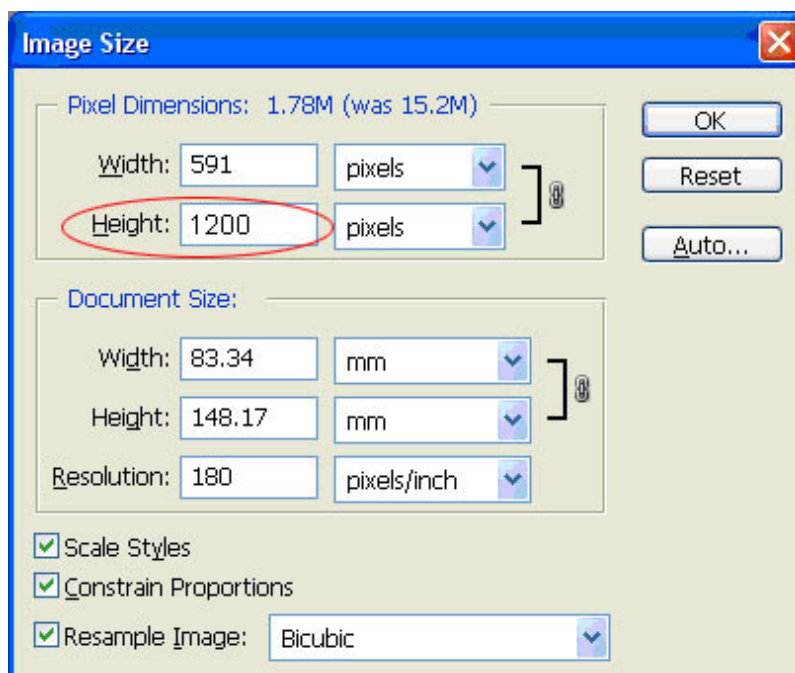 Image Size
Pixel Dimensions: 1.78M (was 15.2M)
Width: 591 pixels
Height: 1200 pixels
OK
Reset
Auto...
Document Size:
Width: 83.34 mm
Height: 148.17 mm
Resolution: 180 pixels/inch
Scale Styles
Constrain Proportions
Resample Image: Bicubic